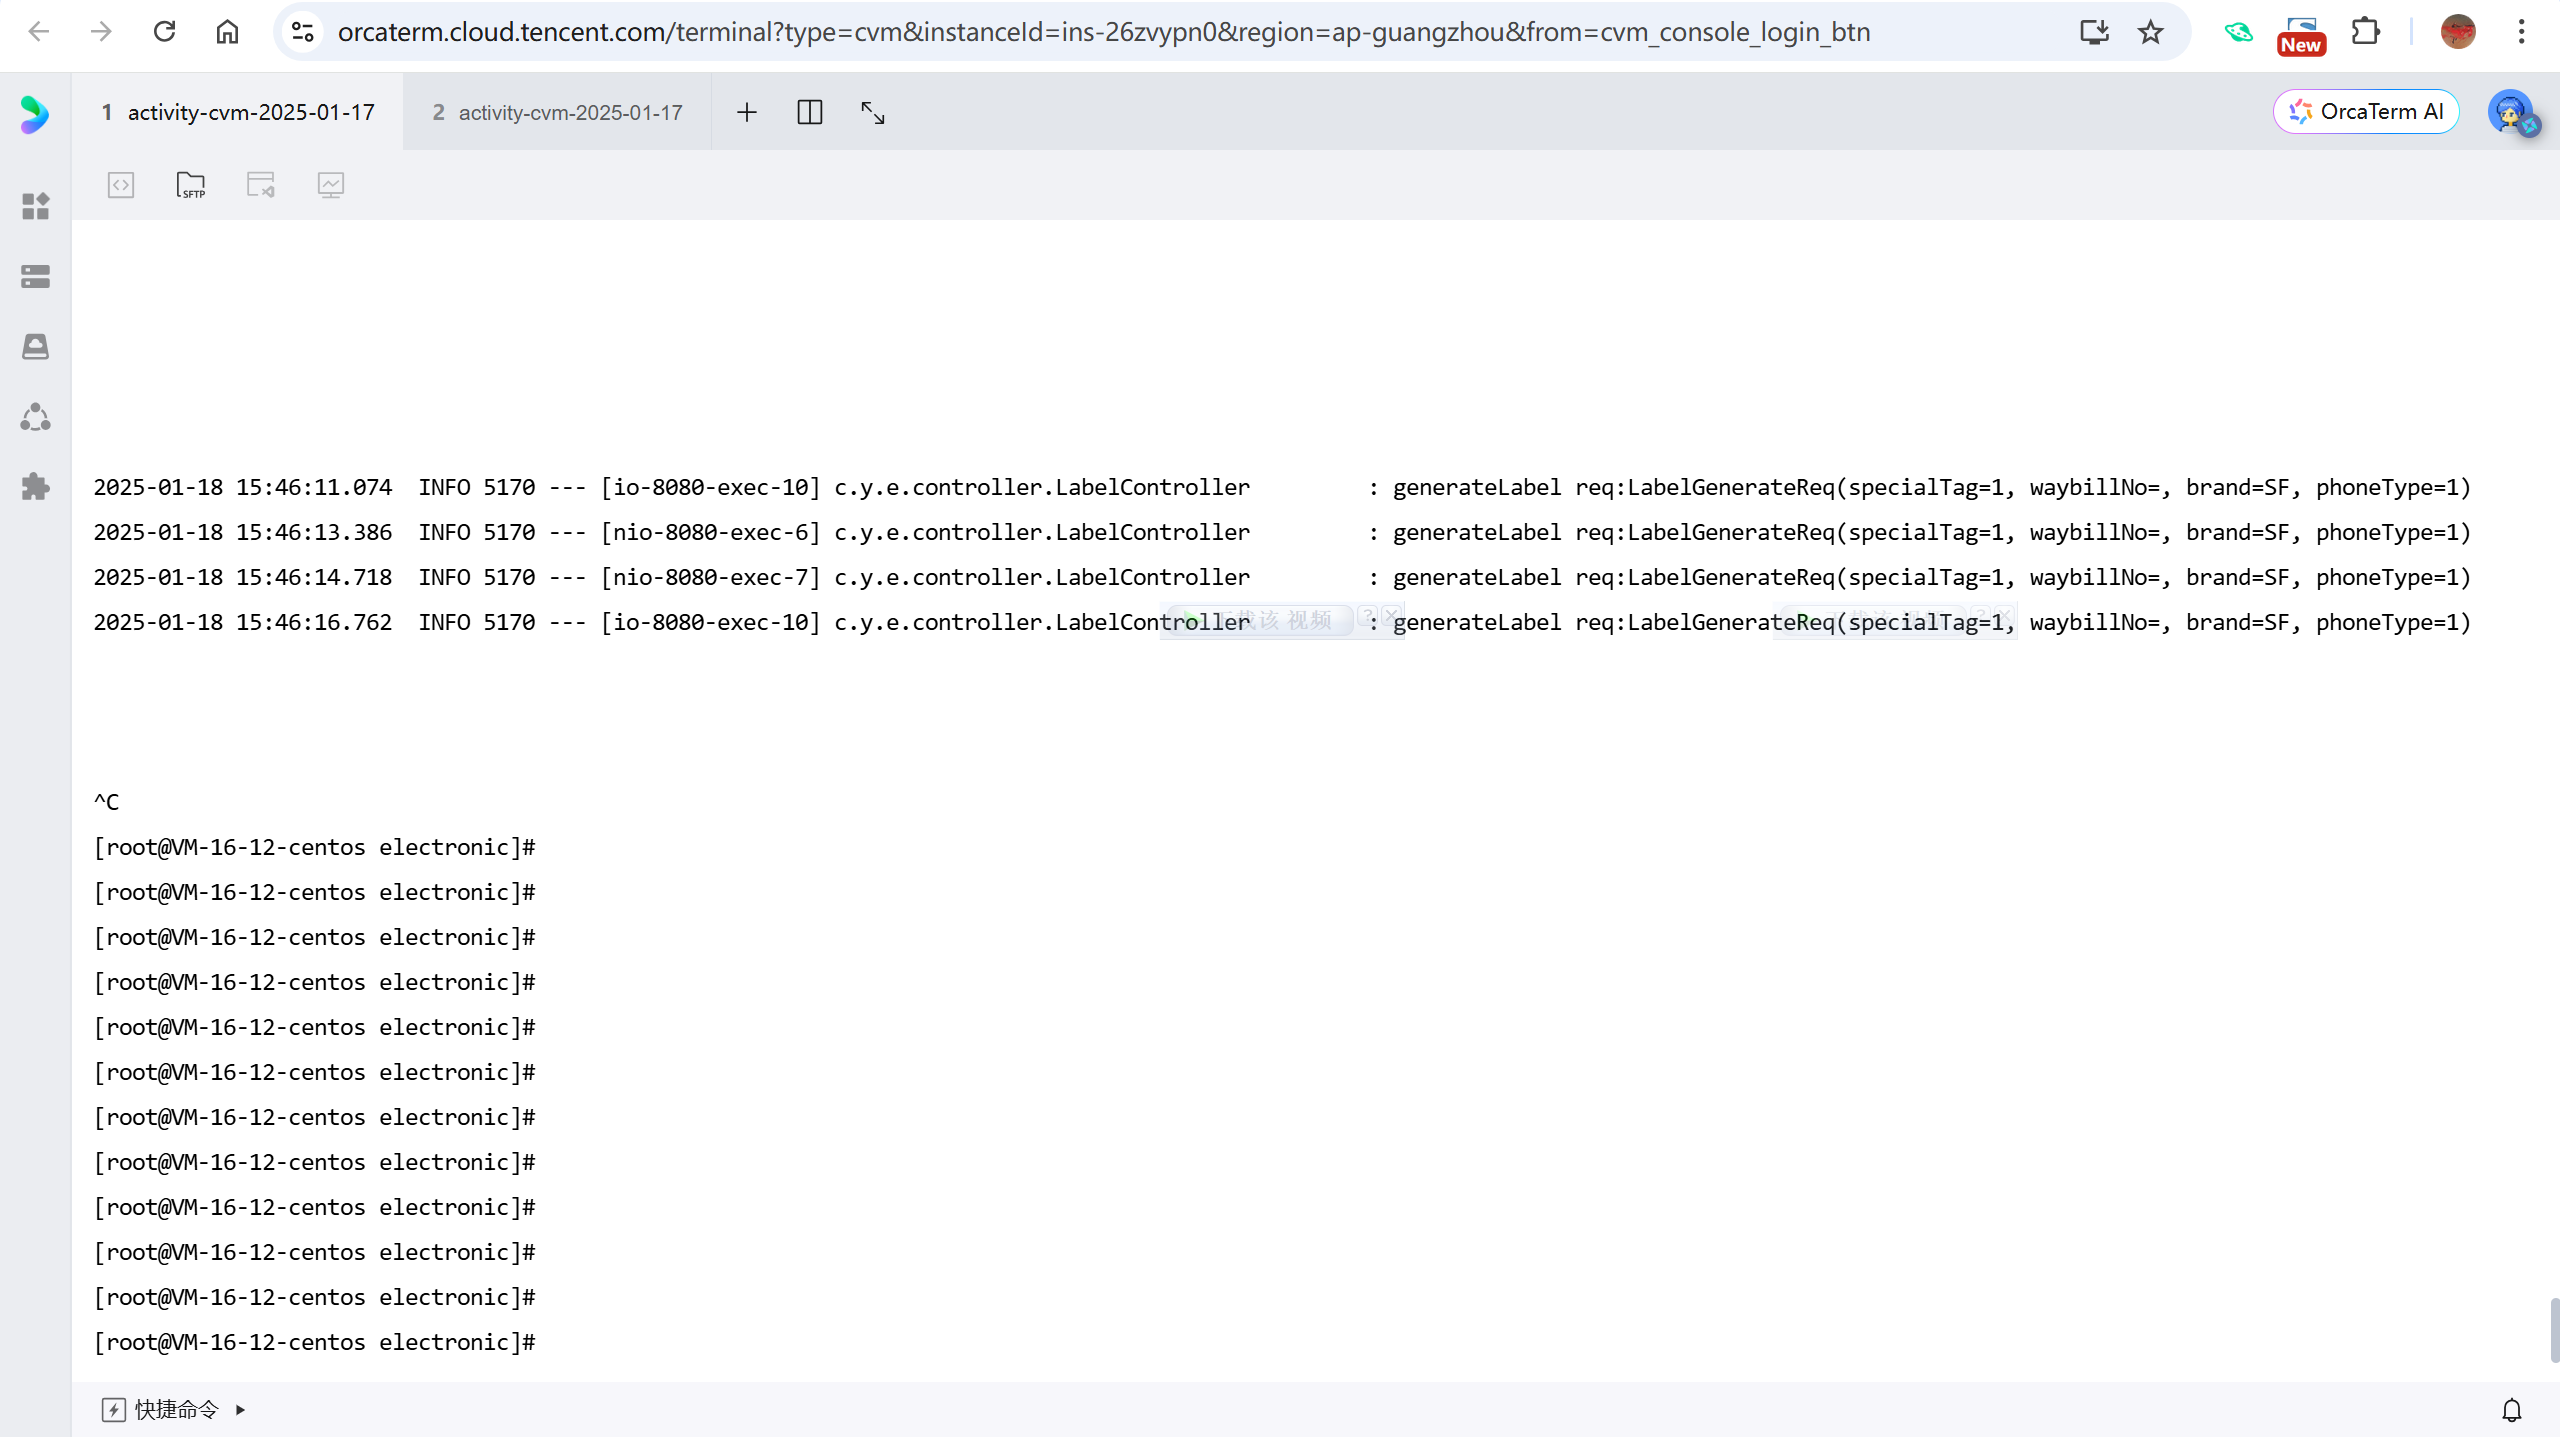 orcaterm.cloud.tencent.com/terminal?type=cvm&instanceId=ins-26zvypn0&region=ap-guangzhou&from=cvm_console_login_btn
New
1 activity-cvm-2025-01-17
2 activity-cvm-2025-01-17
OrcaTerm AI
SFTP
2025-01-18 15:46:11.074  INFO 5170 --- [io-8080-exec-10] c.y.e.controller.LabelController         : generateLabel req:LabelGenerateReq(specialTag=1, waybillNo=, brand=SF, phoneType=1)
2025-01-18 15:46:13.386  INFO 5170 --- [nio-8080-exec-6] c.y.e.controller.LabelController         : generateLabel req:LabelGenerateReq(specialTag=1, waybillNo=, brand=SF, phoneType=1)
2025-01-18 15:46:14.718  INFO 5170 --- [nio-8080-exec-7] c.y.e.controller.LabelController         : generateLabel req:LabelGenerateReq(specialTag=1, waybillNo=, brand=SF, phoneType=1)
2025-01-18 15:46:16.762  INFO 5170 --- [io-8080-exec-10] c.y.e.controller.LabelController         : generateLabel req:LabelGenerateReq(specialTag=1, waybillNo=, brand=SF, phoneType=1)
下载该 视频
下载该 视频
^C
[root@VM-16-12-centos electronic]#
[root@VM-16-12-centos electronic]#
[root@VM-16-12-centos electronic]#
[root@VM-16-12-centos electronic]#
[root@VM-16-12-centos electronic]#
[root@VM-16-12-centos electronic]#
[root@VM-16-12-centos electronic]#
[root@VM-16-12-centos electronic]#
[root@VM-16-12-centos electronic]#
[root@VM-16-12-centos electronic]#
[root@VM-16-12-centos electronic]#
[root@VM-16-12-centos electronic]#
快捷命令